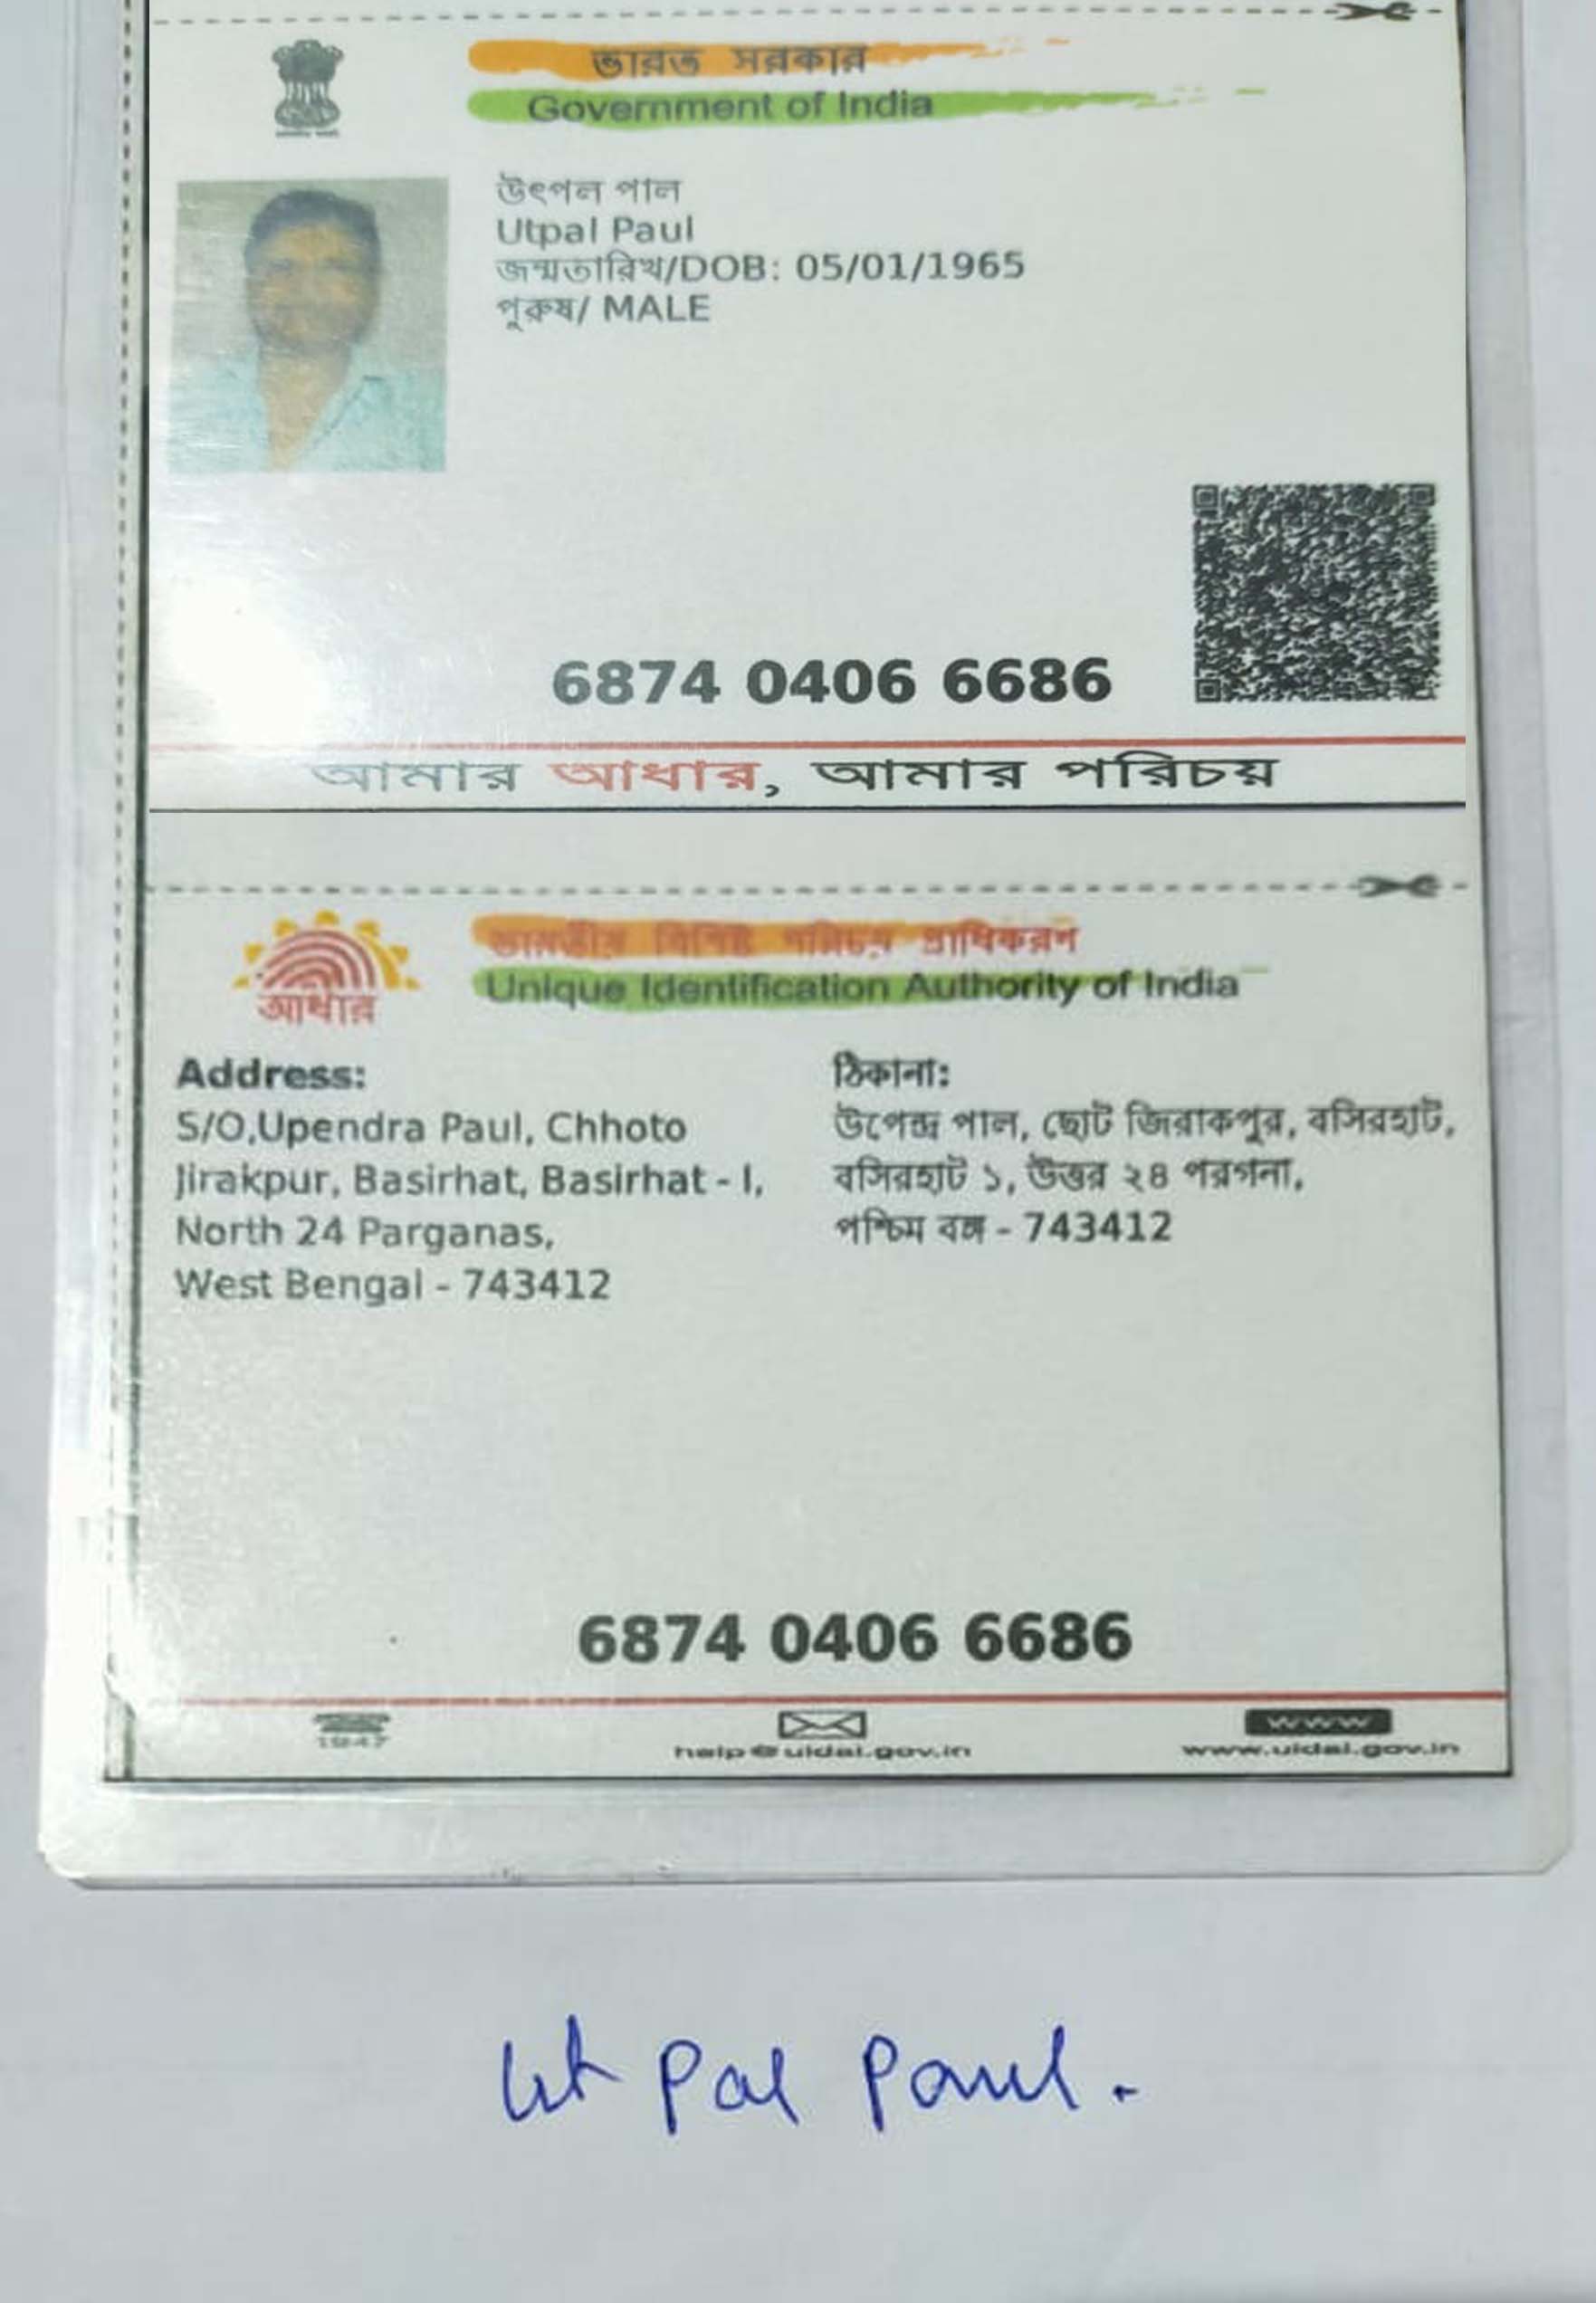 ভারত সরকার
Government of India
উৎপল পাল
Utpal Paul
জন্মতারিখ/DOB: 05/01/1965
পুরুষ/ MALE
6874 0406 6686
আমার আধার, আমার পরিচয়
ভারতীয় বিশিষ্ট পরিচয় প্রাধিকরণ
Unique Identification Authority of India
আধার
Address:
S/O,Upendra Paul, Chhoto
Jirakpur, Basirhat, Basirhat - I,
North 24 Parganas,
West Bengal - 743412
ঠিকানা:
উপেন্দ্র পাল, ছোট জিরাকপুর, বসিরহাট,
বসিরহাট ১, উত্তর ২৪ পরগনা,
পশ্চিম বঙ্গ - 743412
6874 0406 6686
1947
help@uidai.gov.in
www
www.uidai.gov.in
Ut Pal Paul.